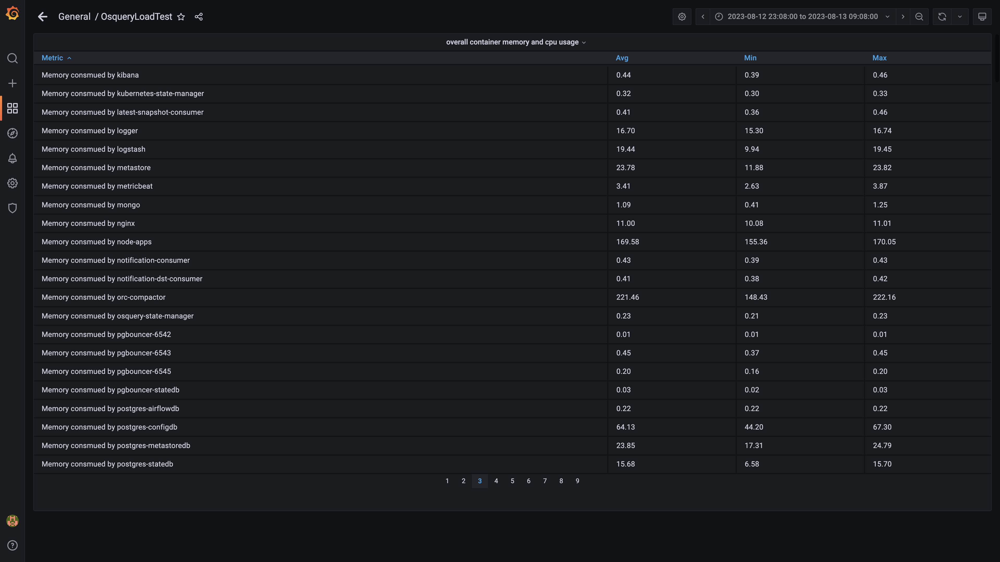 General / OsqueryLoadTest
2023-08-12 23:08:00 to 2023-08-13 09:08:00
overall container memory and cpu usage
Metric Avg Min Max
Memory consmued by kibana 0.44 0.39 0.46
Memory consmued by kubernetes-state-manager 0.32 0.30 0.33
Memory consmued by latest-snapshot-consumer 0.41 0.36 0.46
Memory consmued by logger 16.70 15.30 16.74
Memory consmued by logstash 19.44 9.94 19.45
Memory consmued by metastore 23.78 11.88 23.82
Memory consmued by metricbeat 3.41 2.63 3.87
Memory consmued by mongo 1.09 0.41 1.25
Memory consmued by nginx 11.00 10.08 11.01
Memory consmued by node-apps 169.58 155.36 170.05
Memory consmued by notification-consumer 0.43 0.39 0.43
Memory consmued by notification-dst-consumer 0.41 0.38 0.42
Memory consmued by orc-compactor 221.46 148.43 222.16
Memory consmued by osquery-state-manager 0.23 0.21 0.23
Memory consmued by pgbouncer-6542 0.01 0.01 0.01
Memory consmued by pgbouncer-6543 0.45 0.37 0.45
Memory consmued by pgbouncer-6545 0.20 0.16 0.20
Memory consmued by pgbouncer-statedb 0.03 0.02 0.03
Memory consmued by postgres-airflowdb 0.22 0.22 0.22
Memory consmued by postgres-configdb 64.13 44.20 67.30
Memory consmued by postgres-metastoredb 23.85 17.31 24.79
Memory consmued by postgres-statedb 15.68 6.58 15.70
1 2 3 4 5 6 7 8 9